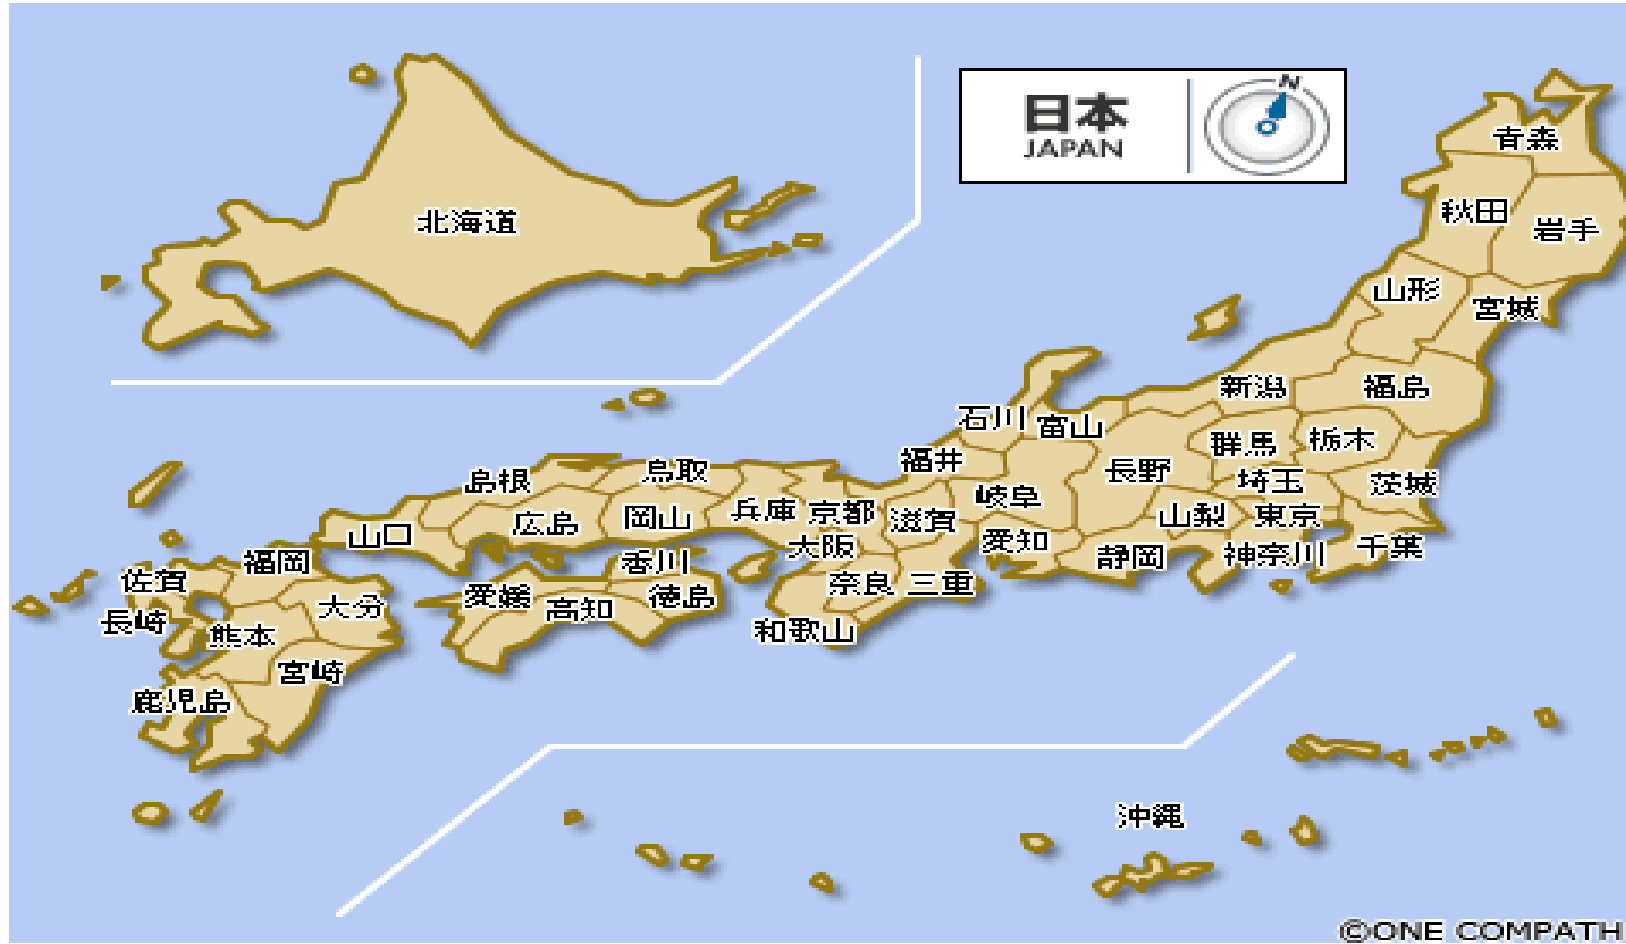 日本
JAPAN
N
北海道
青森
秋田
岩手
山形
宮城
新潟
福島
石川
富山
群馬
栃木
福井
長野
埼玉
茨城
岐阜
島根
鳥取
兵庫
京都
滋賀
山梨
東京
広島
岡山
山口
大阪
愛知
静岡
神奈川
千葉
福岡
香川
佐賀
愛媛
徳島
奈良
三重
大分
高知
長崎
熊本
和歌山
宮崎
鹿児島
沖縄
©ONE COMPATH